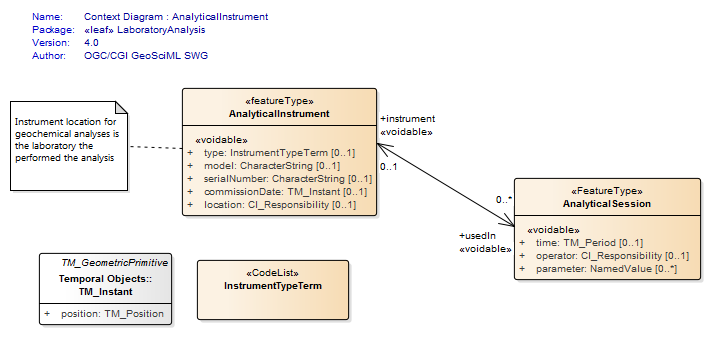 Name: Context Diagram : AnalyticalInstrument
Package: «leaf» LaboratoryAnalysis
Version: 4.0
Author: OGC/CGI GeoSciML SWG
Instrument location for
geochemical analyses is
the laboratory the
performed the analysis
«featureType»
AnalyticalInstrument
«voidable»
+ type: InstrumentTypeTerm [0..1]
+ model: CharacterString [0..1]
+ serialNumber: CharacterString [0..1]
+ commissionDate: TM_Instant [0..1]
+ location: CI_Responsibility [0..1]
+instrument
«voidable»
0..1
0..*
+usedIn
«voidable»
«FeatureType»
AnalyticalSession
«voidable»
+ time: TM_Period [0..1]
+ operator: CI_Responsibility [0..1]
+ parameter: NamedValue [0..*]
TM_GeometricPrimitive
Temporal Objects::
TM_Instant
+ position: TM_Position
«CodeList»
InstrumentTypeTerm